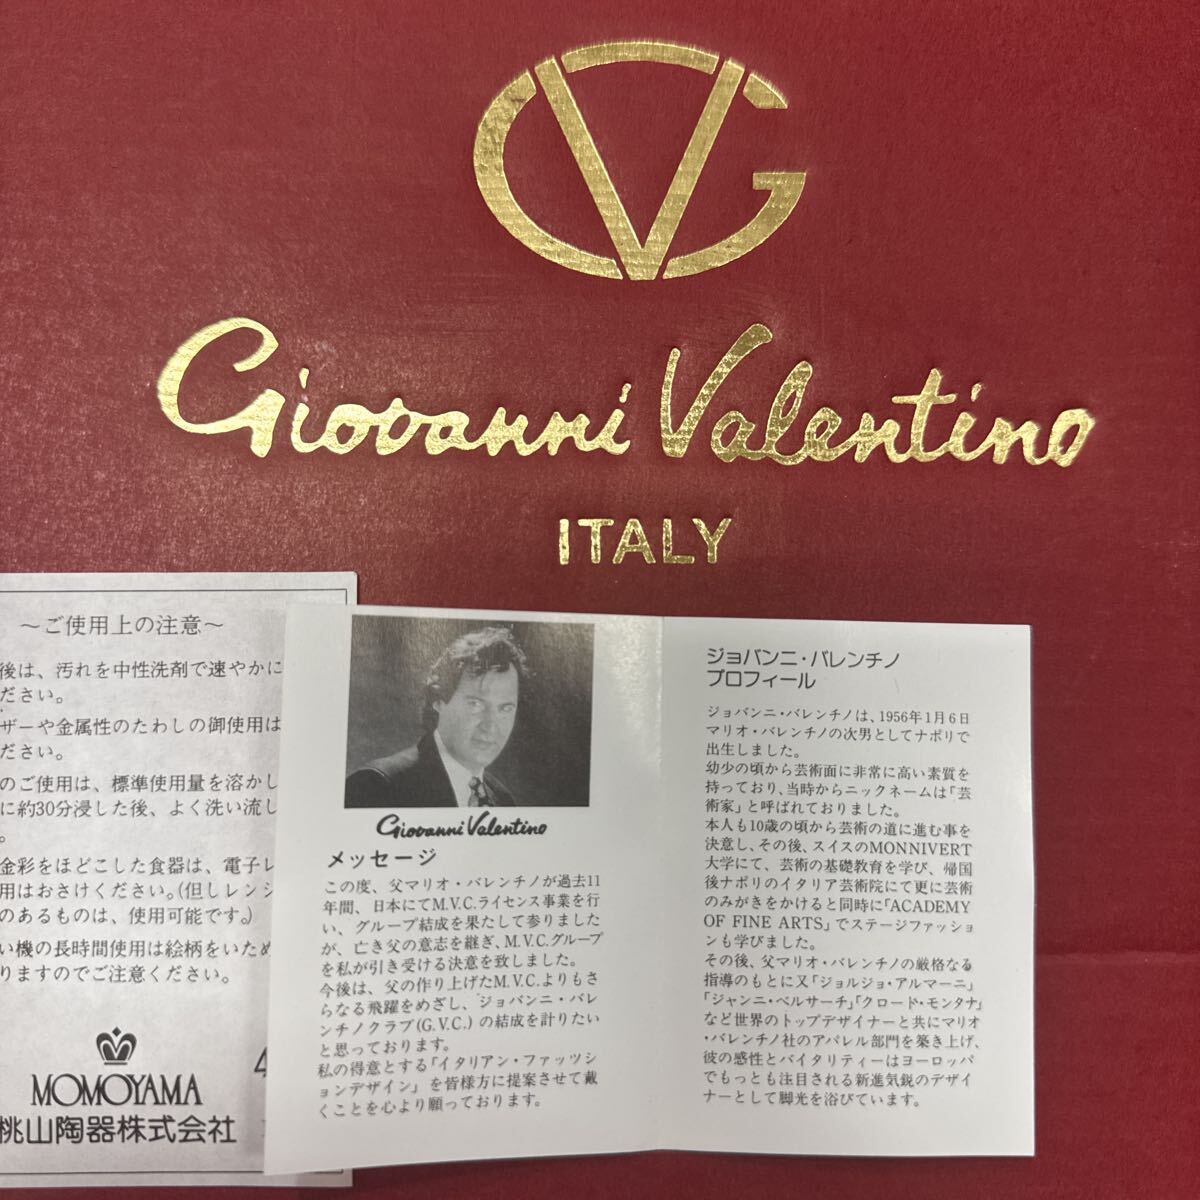 GV
Giovanni Valentino
ITALY
～ご使用上の注意～
後は、汚れを中性洗剤で速やかに
ださい。
ザーや金属性のたわしの御使用は
ださい。
のご使用は、標準使用量を溶かし
に約30分浸した後、よく洗い流し
。
金彩をほどこした食器は、電子レ
用はおさけください。(但しレンジ
のあるものは、使用可能です。)
い機の長時間使用は絵柄をいため
りますのでご注意ください。
MOMOYAMA
桃山陶器株式会社
Giovanni Valentino
メッセージ
この度、父マリオ・バレンチノが過去11
年間、日本にてM.V.C.ライセンス事業を行
い、グループ結成を果たして参りました
が、亡き父の意志を継ぎ、M.V.C.グループ
を私が引き受ける決意を致しました。
今後は、父の作り上げたM.V.C.よりもさ
らなる飛躍をめざし、ジョバンニ・バレ
ンチノクラブ(G.V.C.)の結成を計りたい
と思っております。
私の得意とする「イタリアン・ファッツシ
ョンデザイン」を皆様方に提案させて戴
くことを心より願っております。
ジョバンニ・バレンチノ
プロフィール
ジョバンニ・バレンチノは、1956年1月6日
マリオ・バレンチノの次男としてナポリで
出生しました。
幼少の頃から芸術面に非常に高い素質を
持っており、当時からニックネームは「芸
術家」と呼ばれておりました。
本人も10歳の頃から芸術の道に進む事を
決意し、その後、スイスのMONNIVERT
大学にて、芸術の基礎教育を学び、帰国
後ナポリのイタリア芸術院にて更に芸術
のみがきをかけると同時に「ACADEMY
OF FINE ARTS」でステージファッショ
ンも学びました。
その後、父マリオ・バレンチノの厳格なる
指導のもとに又「ジョルジョ・アルマーニ」
「ジャンニ・ベルサーチ」「クロード・モンタナ」
など世界のトップデザイナーと共にマリオ
・バレンチノ社のアパレル部門を築き上げ、
彼の感性とバイタリティーはヨーロッパ
でもっとも注目される新進気鋭のデザイ
ナーとして脚光を浴びています。